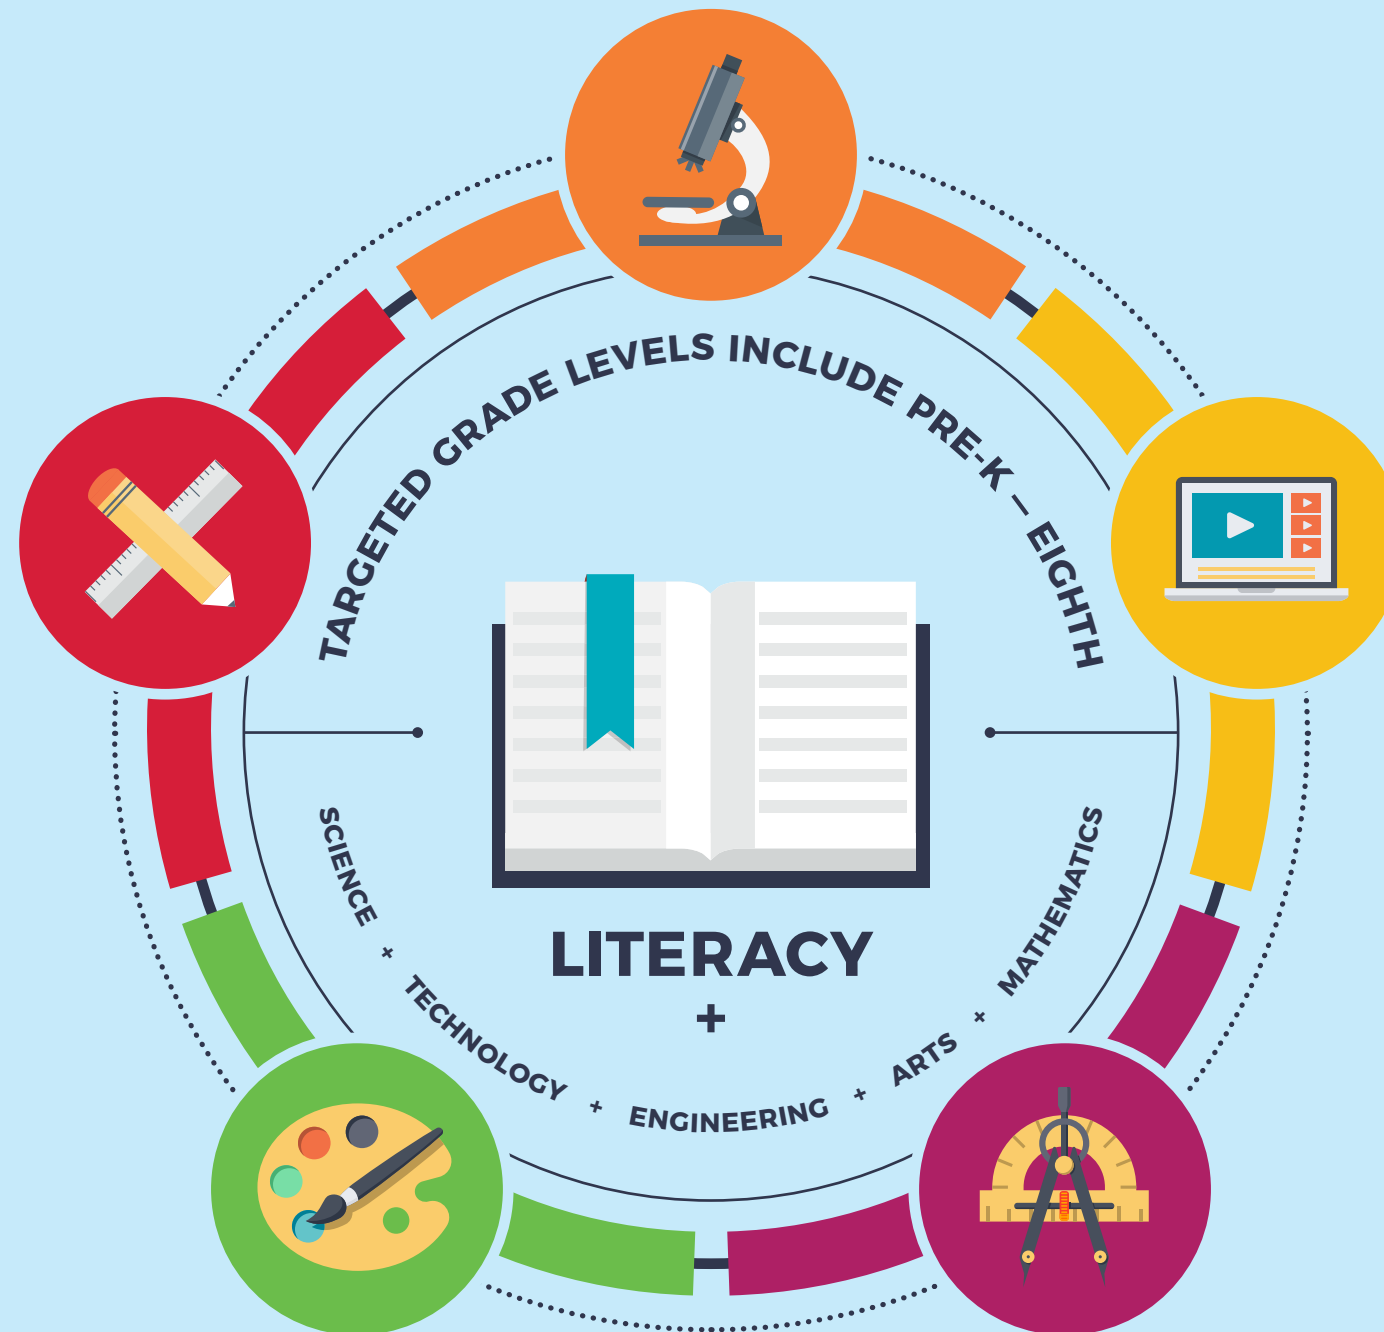 TARGETED GRADE LEVELS INCLUDE PRE-K — EIGHTH
LITERACY
+
SCIENCE + TECHNOLOGY + ENGINEERING + ARTS + MATHEMATICS